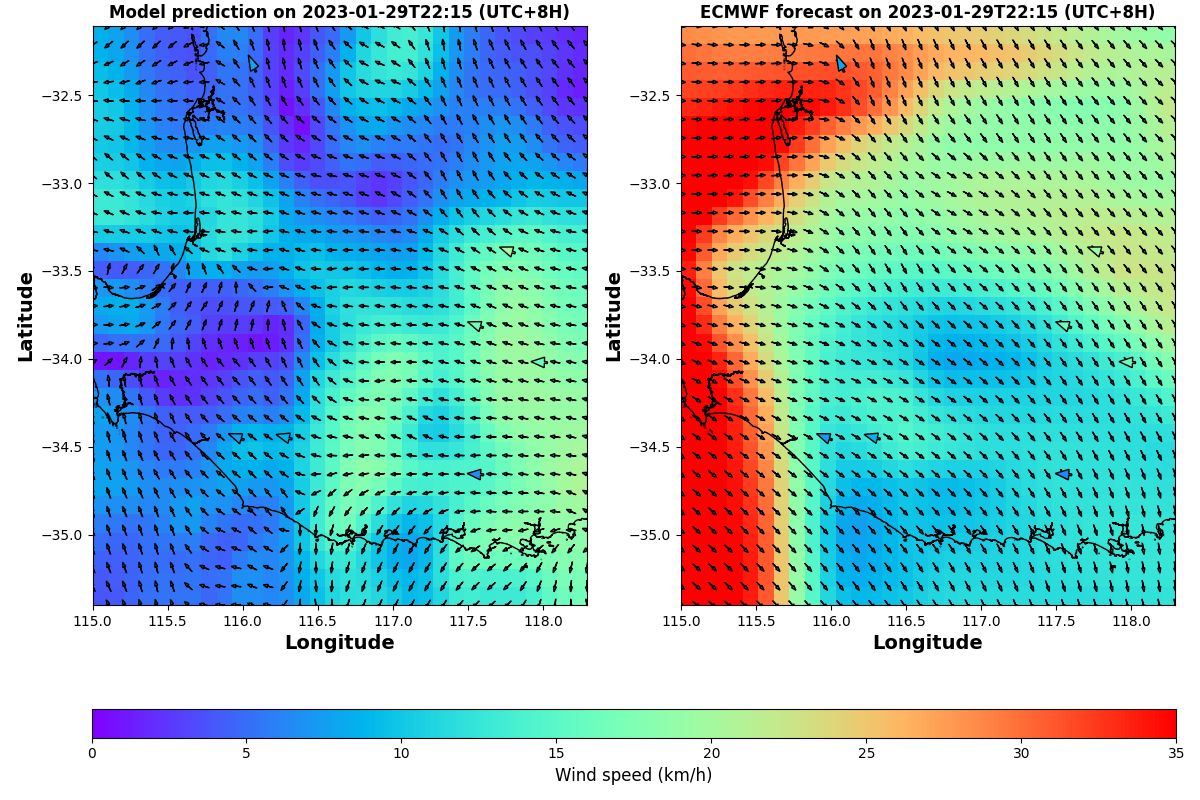 Model prediction on 2023-01-29T22:15 (UTC+8H)
ECMWF forecast on 2023-01-29T22:15 (UTC+8H)
Latitude
−32.5
−33.0
−33.5
−34.0
−34.5
−35.0
115.0 115.5 116.0 116.5 117.0 117.5 118.0
Longitude
Latitude
−32.5
−33.0
−33.5
−34.0
−34.5
−35.0
115.0 115.5 116.0 116.5 117.0 117.5 118.0
Longitude
0 5 10 15 20 25 30 35
Wind speed (km/h)